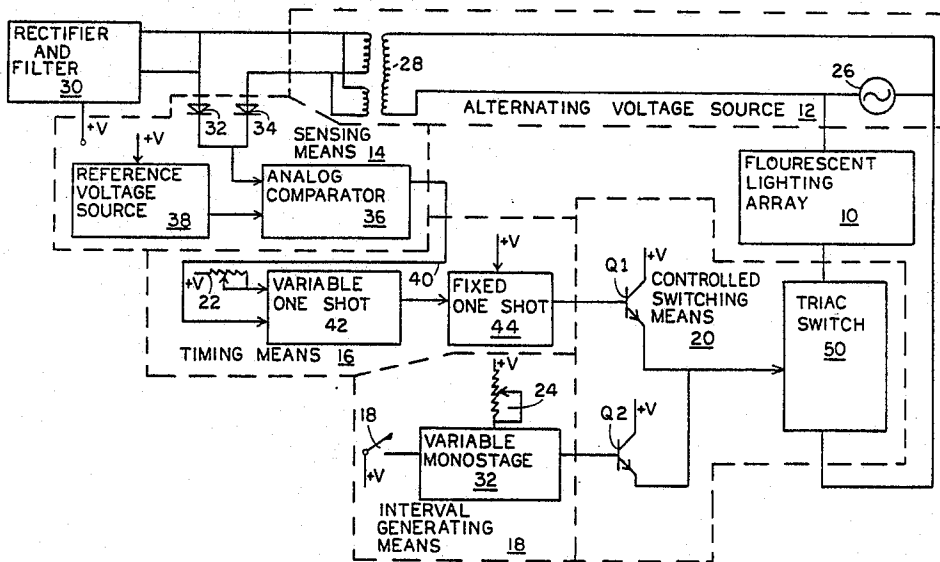 RECTIFIER
AND
FILTER
30
+V
32
34
28
26
ALTERNATING VOLTAGE SOURCE 12
SENSING
MEANS 14
REFERENCE
VOLTAGE
SOURCE
38
ANALOG
COMPARATOR
36
FLOURESCENT
LIGHTING
ARRAY
10
40
+V
22
VARIABLE
ONE SHOT
42
+V
FIXED
ONE SHOT
44
TIMING MEANS 16
Q1
+V
CONTROLLED
SWITCHING
MEANS
20
TRIAC
SWITCH
50
+V
24
18
+V
VARIABLE
MONOSTAGE
32
Q2
+V
INTERVAL
GENERATING
MEANS 18